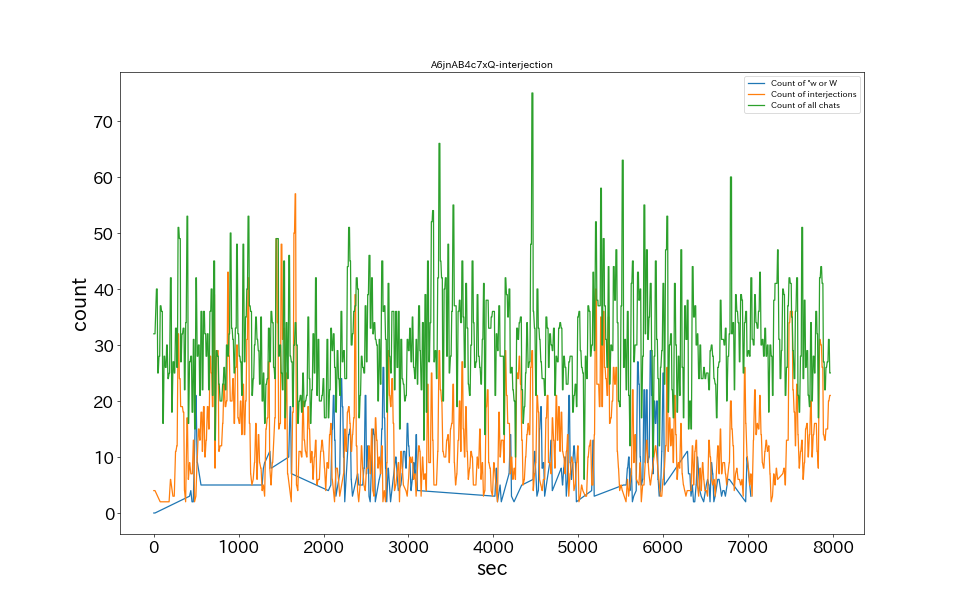 A6jnAB4c7xQ-interjection
Count of "w or W
Count of interjections
Count of all chats
count
70
60
50
40
30
20
10
0
0 1000 2000 3000 4000 5000 6000 7000 8000
sec